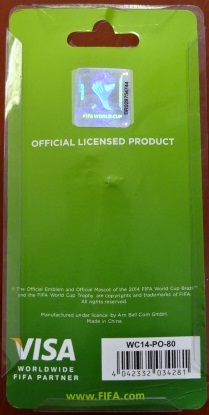 FIFA WORLD CUP
OFFICIAL LICENSED PRODUCT
© The Official Emblem and Official Mascot of the 2014 FIFA World Cup Brazil™
and the FIFA World Cup Trophy are copyrights and trademarks of FIFA.
All rights reserved.
Manufactured under licence by Am Ball Com GmbH.
Made in China
VISA
WORLDWIDE
FIFA PARTNER
WC14-PO-80
4 042332 034281
www.FIFA.com